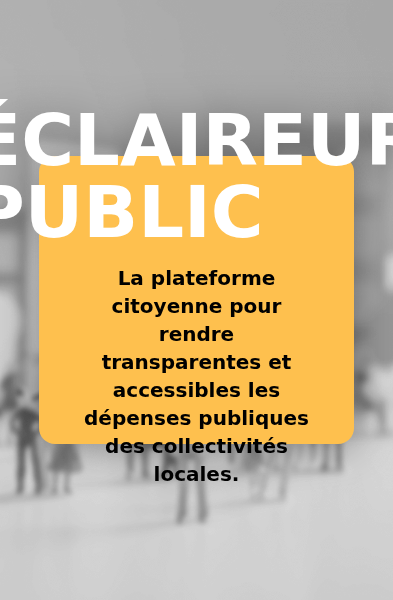 ÉCLAIREUR
PUBLIC
La plateforme
citoyenne pour
rendre
transparentes et
accessibles les
dépenses publiques
des collectivités
locales.